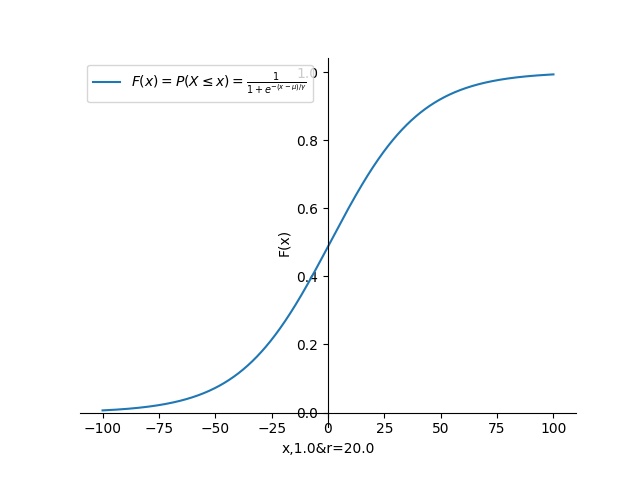 F(x) = P(X ≤ x) = \frac{1}{1 + e^{-(x-μ)/γ}}
1.0
0.8
0.6
F(x)
0.4
0.2
0.0
−100 −75 −50 −25 0 25 50 75 100
x,1.0&r=20.0